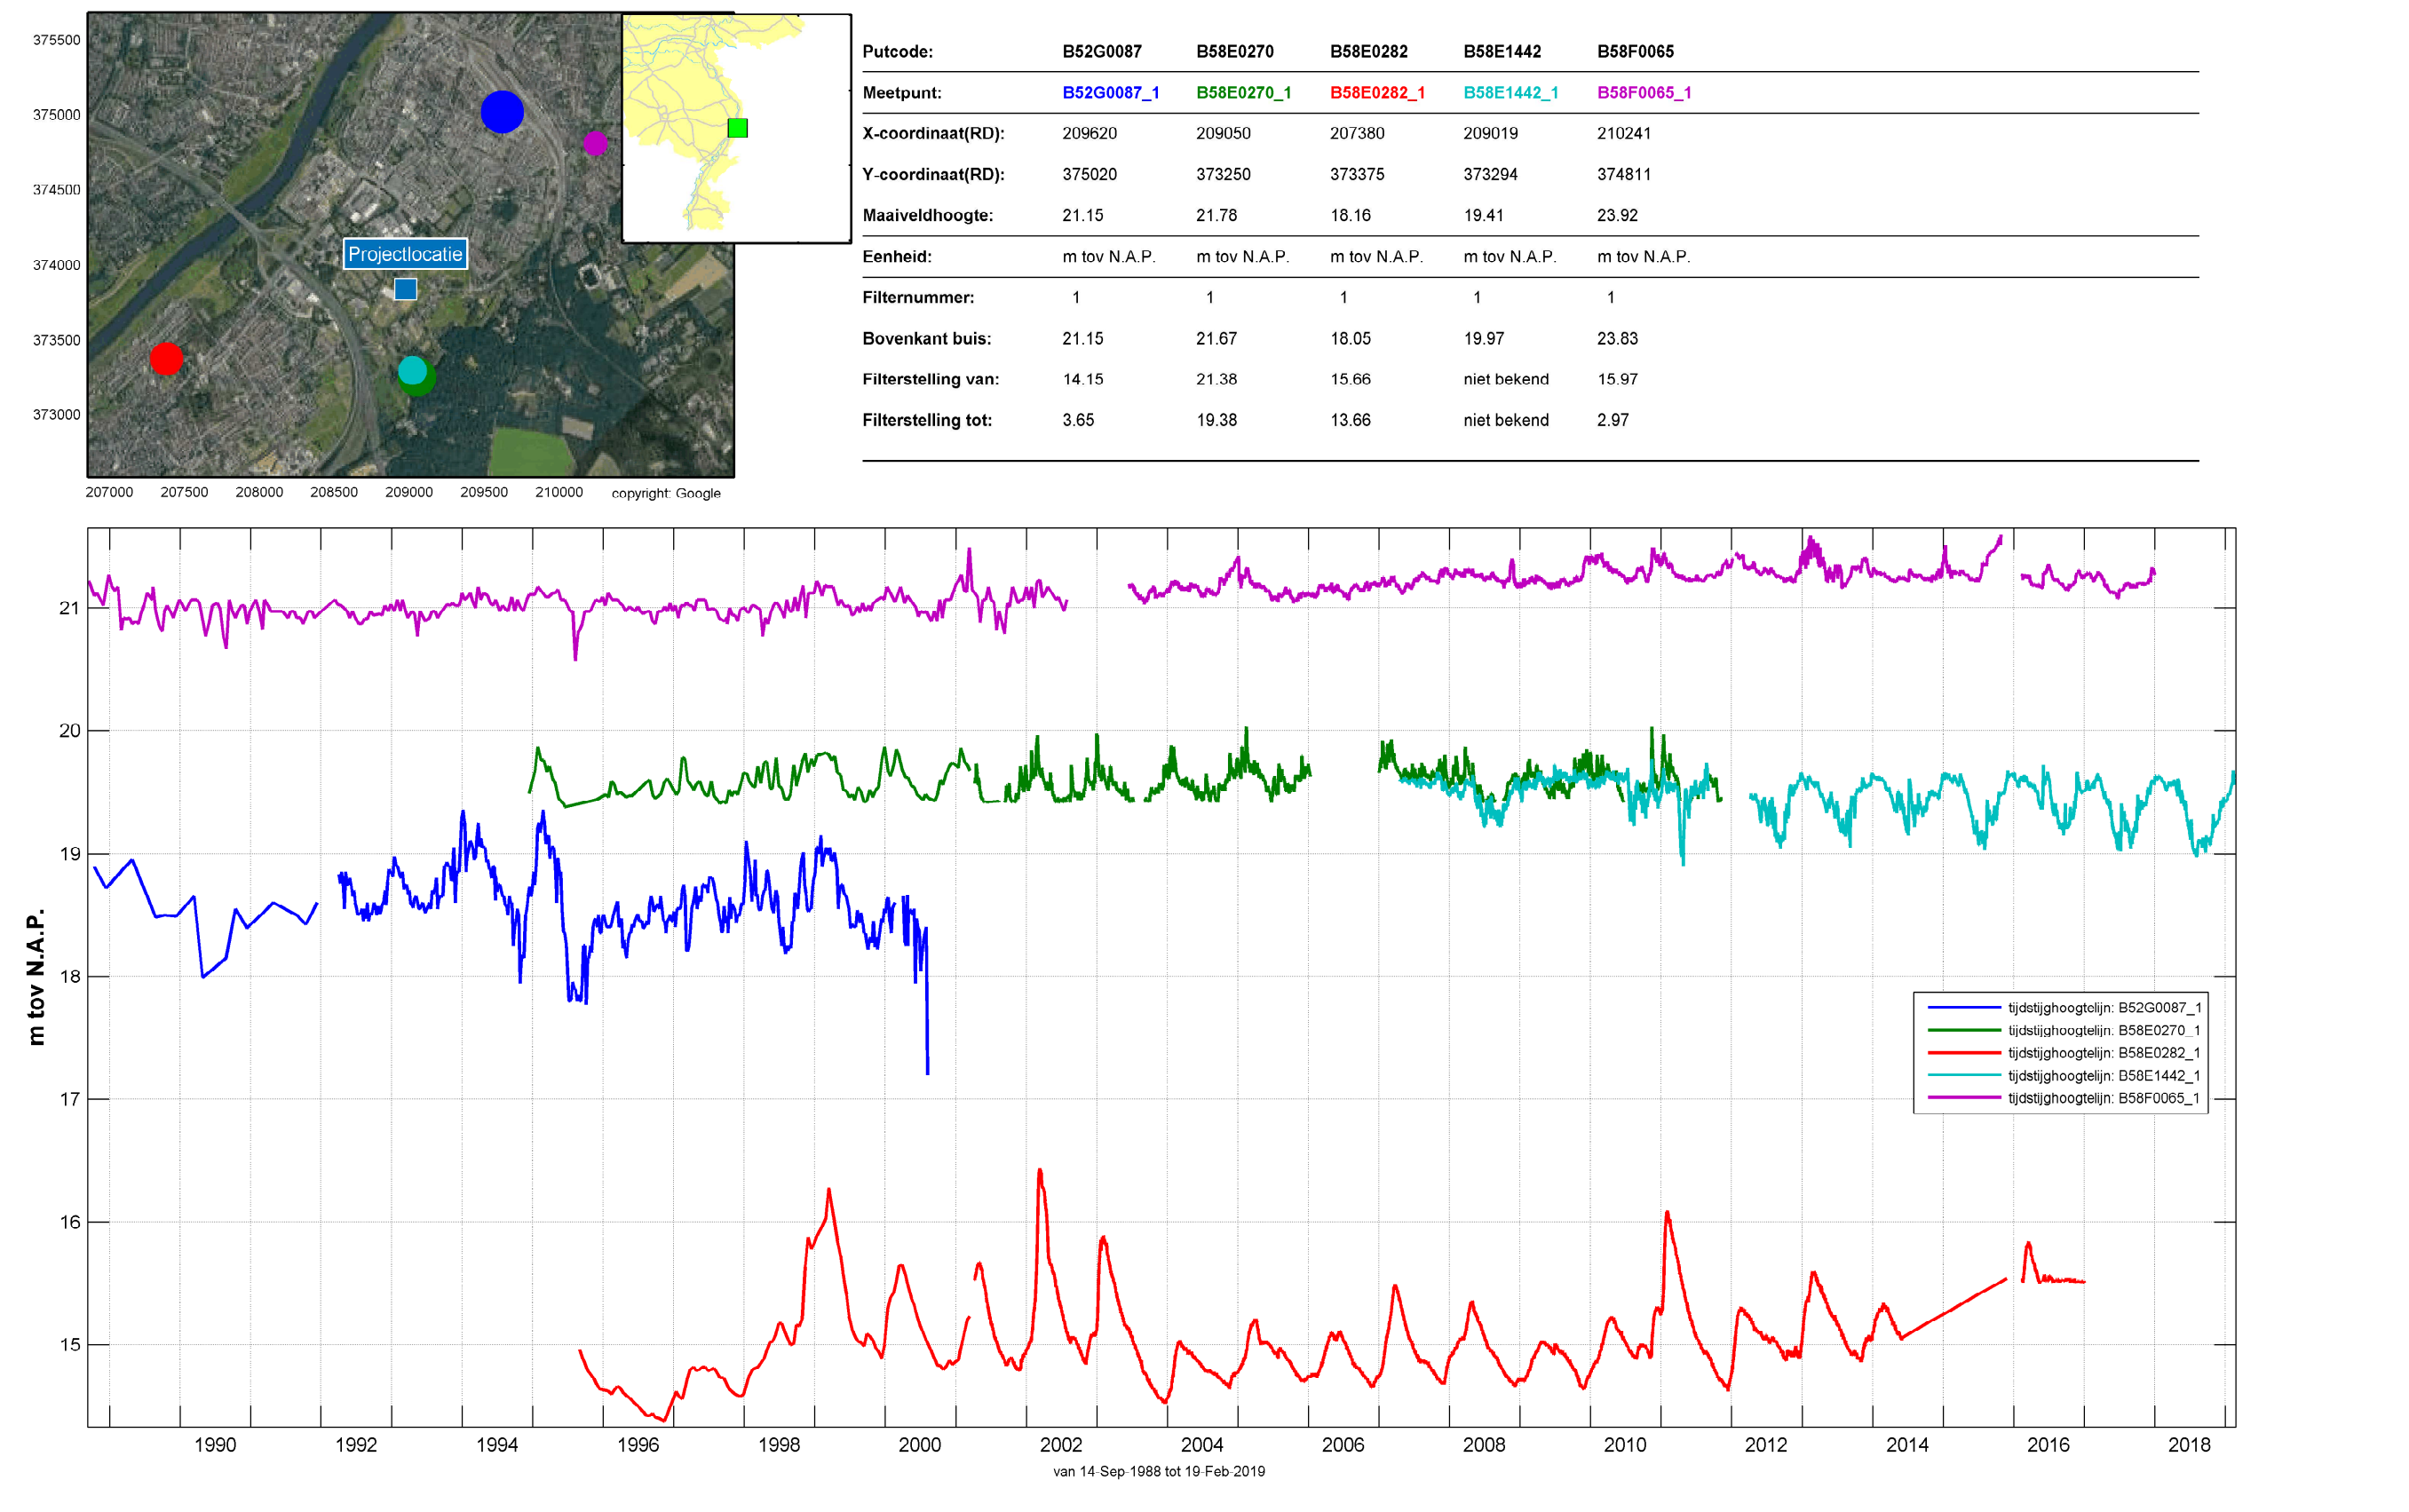 375500
375000
374500
374000
373500
373000
Projectlocatie
207000 207500 208000 208500 209000 209500 210000 copyright: Google
Putcode: B52G0087 B58E0270 B58E0282 B58E1442 B58F0065
Meetpunt: B52G0087_1 B58E0270_1 B58E0282_1 B58E1442_1 B58F0065_1
X-coordinaat(RD): 209620 209050 207380 209019 210241
Y-coordinaat(RD): 375020 373250 373375 373294 374811
Maaiveldhoogte: 21.15 21.78 18.16 19.41 23.92
Eenheid: m tov N.A.P. m tov N.A.P. m tov N.A.P. m tov N.A.P. m tov N.A.P.
Filternummer: 1 1 1 1 1
Bovenkant buis: 21.15 21.67 18.05 19.97 23.83
Filterstelling van: 14.15 21.38 15.66 niet bekend 15.97
Filterstelling tot: 3.65 19.38 13.66 niet bekend 2.97
m tov N.A.P.
21
20
19
18
17
16
15
tijdstijghoogtelijn: B52G0087_1
tijdstijghoogtelijn: B58E0270_1
tijdstijghoogtelijn: B58E0282_1
tijdstijghoogtelijn: B58E1442_1
tijdstijghoogtelijn: B58F0065_1
1990 1992 1994 1996 1998 2000 2002 2004 2006 2008 2010 2012 2014 2016 2018
van 14-Sep-1988 tot 19-Feb-2019